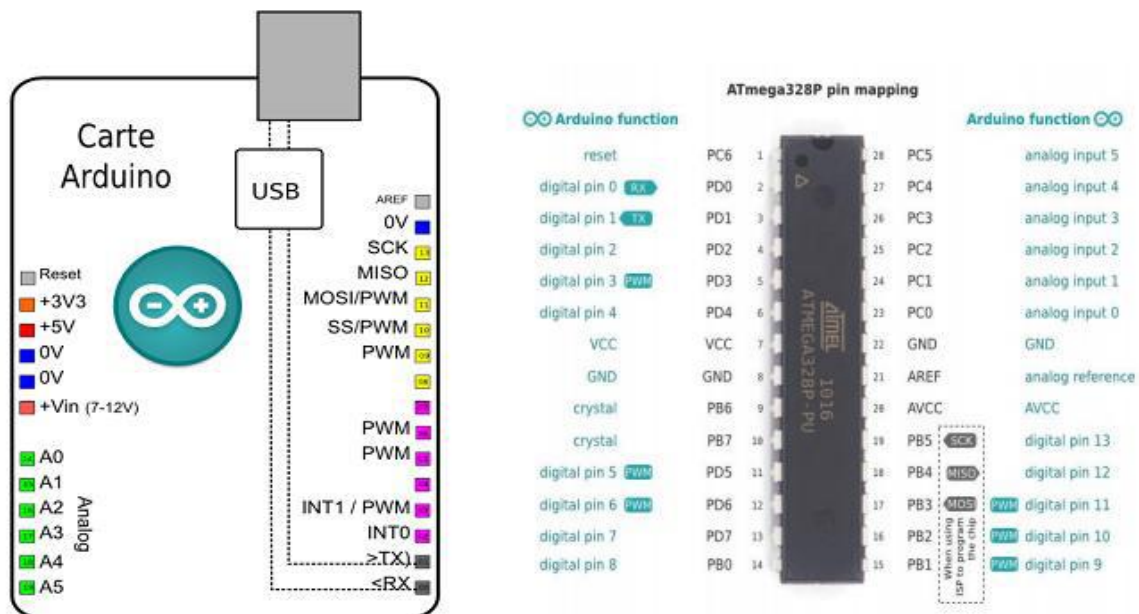 Carte
Arduino
USB
AREF
0V
SCK
13
MISO
12
MOSI/PWM
11
SS/PWM
10
PWM
09
08
PWM
PWM
INT1 / PWM
INT0
>TX)
<RX
Reset
+3V3
+5V
0V
0V
+Vin (7-12V)
A0
A1
A2
A3
A4
A5
Analog
ATmega328P pin mapping
Arduino function
Arduino function
reset PC6 1 28 PC5 analog input 5
digital pin 0 RX PD0 2 27 PC4 analog input 4
digital pin 1 TX PD1 3 26 PC3 analog input 3
digital pin 2 PD2 4 25 PC2 analog input 2
digital pin 3 PWM PD3 5 24 PC1 analog input 1
digital pin 4 PD4 6 23 PC0 analog input 0
VCC VCC 7 22 GND GND
GND GND 8 21 AREF analog reference
crystal PB6 9 20 AVCC AVCC
crystal PB7 10 19 PB5 SCK digital pin 13
digital pin 5 PWM PD5 11 18 PB4 MISO digital pin 12
digital pin 6 PWM PD6 12 17 PB3 MOSI PWM digital pin 11
digital pin 7 PD7 13 16 PB2 PWM digital pin 10
digital pin 8 PB0 14 15 PB1 PWM digital pin 9
When using
ISP to program
the chip
ATMEL 1016
ATMEGA328P-PU